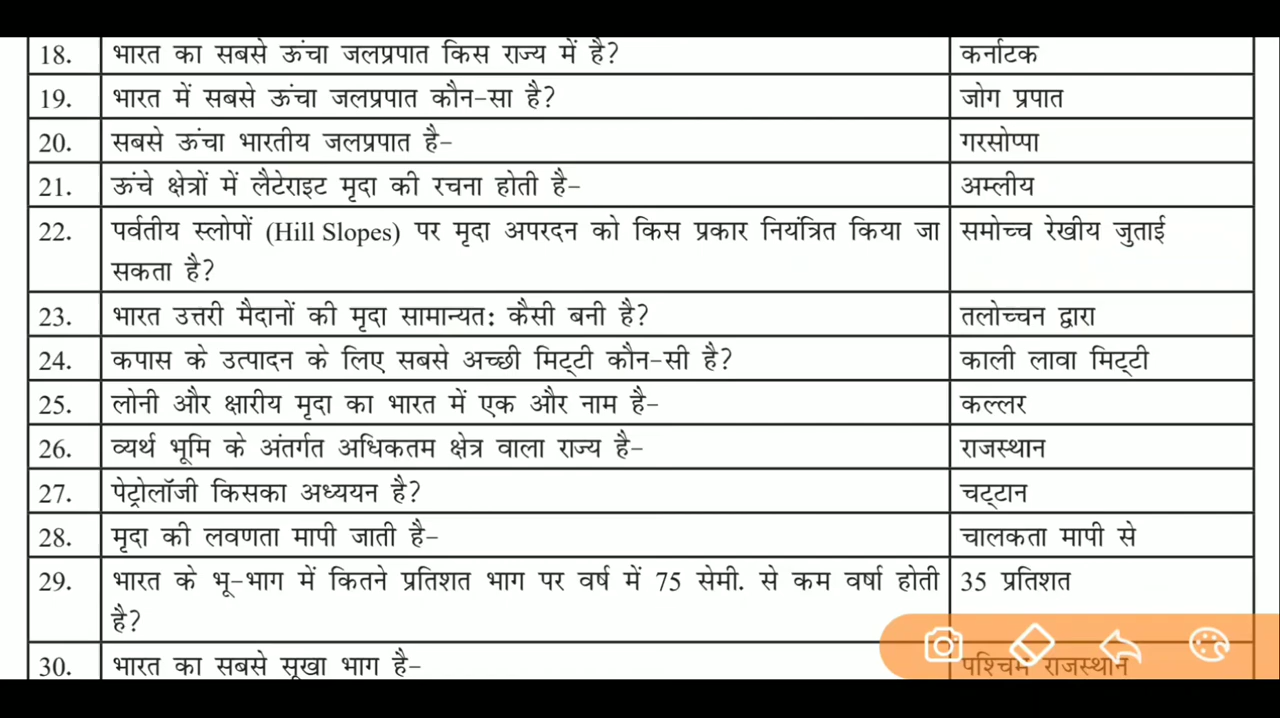 18. भारत का सबसे ऊंचा जलप्रपात किस राज्य में है? कर्नाटक
19. भारत में सबसे ऊंचा जलप्रपात कौन-सा है? जोग प्रपात
20. सबसे ऊंचा भारतीय जलप्रपात है- गरसोप्पा
21. ऊंचे क्षेत्रों में लैटेराइट मृदा की रचना होती है- अम्लीय
22. पर्वतीय स्लोपों (Hill Slopes) पर मृदा अपरदन को किस प्रकार नियंत्रित किया जा समोच्च रेखीय जुताई
सकता है?
23. भारत उत्तरी मैदानों की मृदा सामान्यत: कैसी बनी है? तलोच्चन द्वारा
24. कपास के उत्पादन के लिए सबसे अच्छी मिट्टी कौन-सी है? काली लावा मिट्टी
25. लोनी और क्षारीय मृदा का भारत में एक और नाम है- कल्लर
26. व्यर्थ भूमि के अंतर्गत अधिकतम क्षेत्र वाला राज्य है- राजस्थान
27. पेट्रोलॉजी किसका अध्ययन है? चट्टान
28. मृदा की लवणता मापी जाती है- चालकता मापी से
29. भारत के भू-भाग में कितने प्रतिशत भाग पर वर्ष में 75 सेमी. से कम वर्षा होती 35 प्रतिशत
है?
30. भारत का सबसे सूखा भाग है- पश्चिम राजस्थान